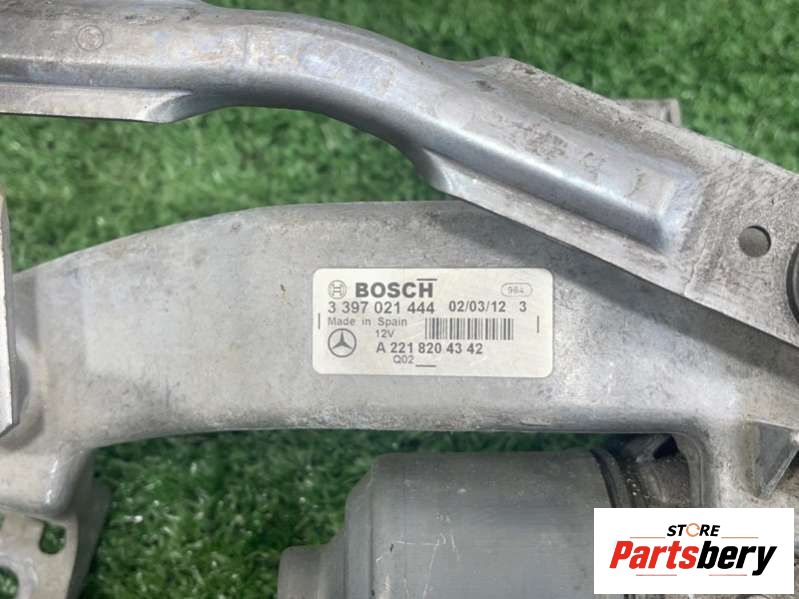 BOSCH 984
3 397 021 444 02/03/12 3
Made in Spain
12V
A 221 820 43 42
Q02
STORE
Partsbery